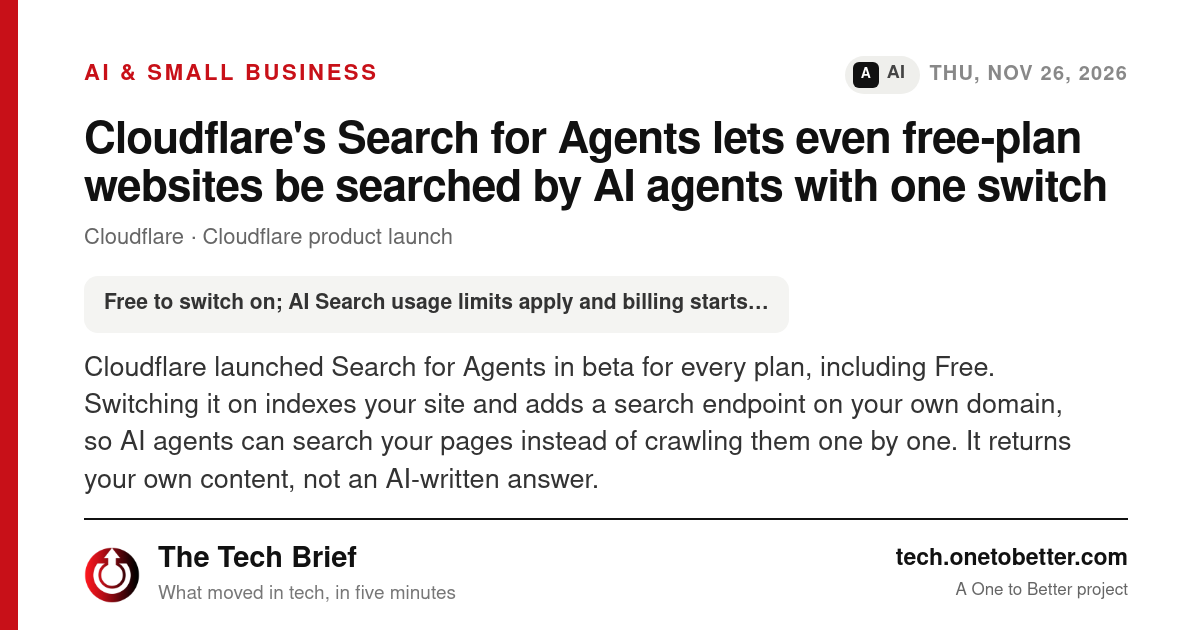 AI & SMALL BUSINESS
A AI THU, NOV 26, 2026
Cloudflare's Search for Agents lets even free-plan
websites be searched by AI agents with one switch
Cloudflare · Cloudflare product launch
Free to switch on; AI Search usage limits apply and billing starts…
Cloudflare launched Search for Agents in beta for every plan, including Free.
Switching it on indexes your site and adds a search endpoint on your own domain,
so AI agents can search your pages instead of crawling them one by one. It returns
your own content, not an AI-written answer.
The Tech Brief
What moved in tech, in five minutes
tech.onetobetter.com
A One to Better project